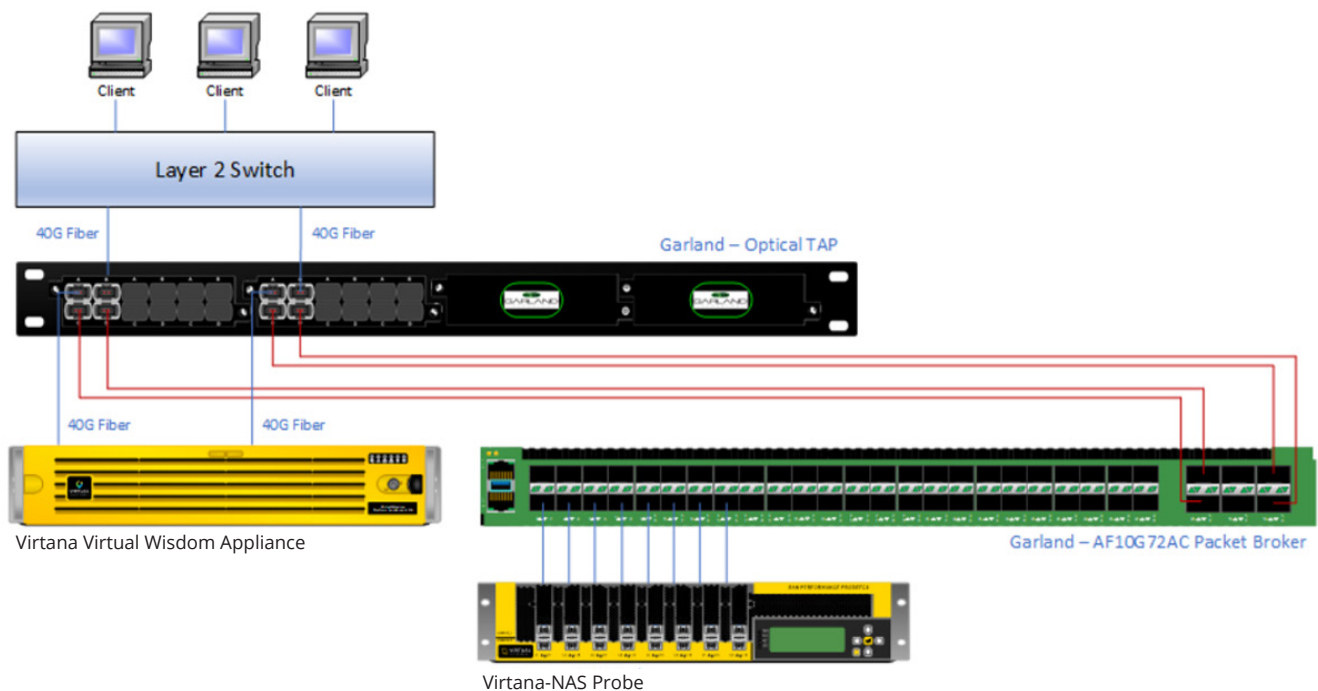 Client
Client
Client
Layer 2 Switch
40G Fiber
40G Fiber
Garland – Optical TAP
GARLAND
GARLAND
40G Fiber
40G Fiber
Virtana Virtual Wisdom Appliance
Garland – AF10G72AC Packet Broker
VIRTANA
Virtana-NAS Probe